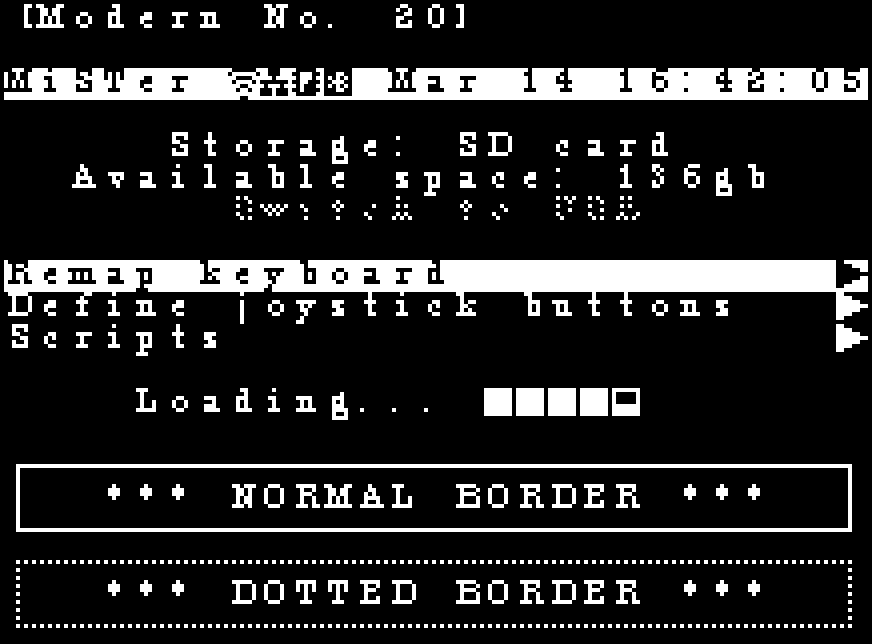 [Modern No. 20]
MiSTer Mar 14 16:42:05
Storage: SD card
Available space: 136gb
Remap keyboard
Define joystick buttons
Scripts
Loading...
*** NORMAL BORDER ***
*** DOTTED BORDER ***